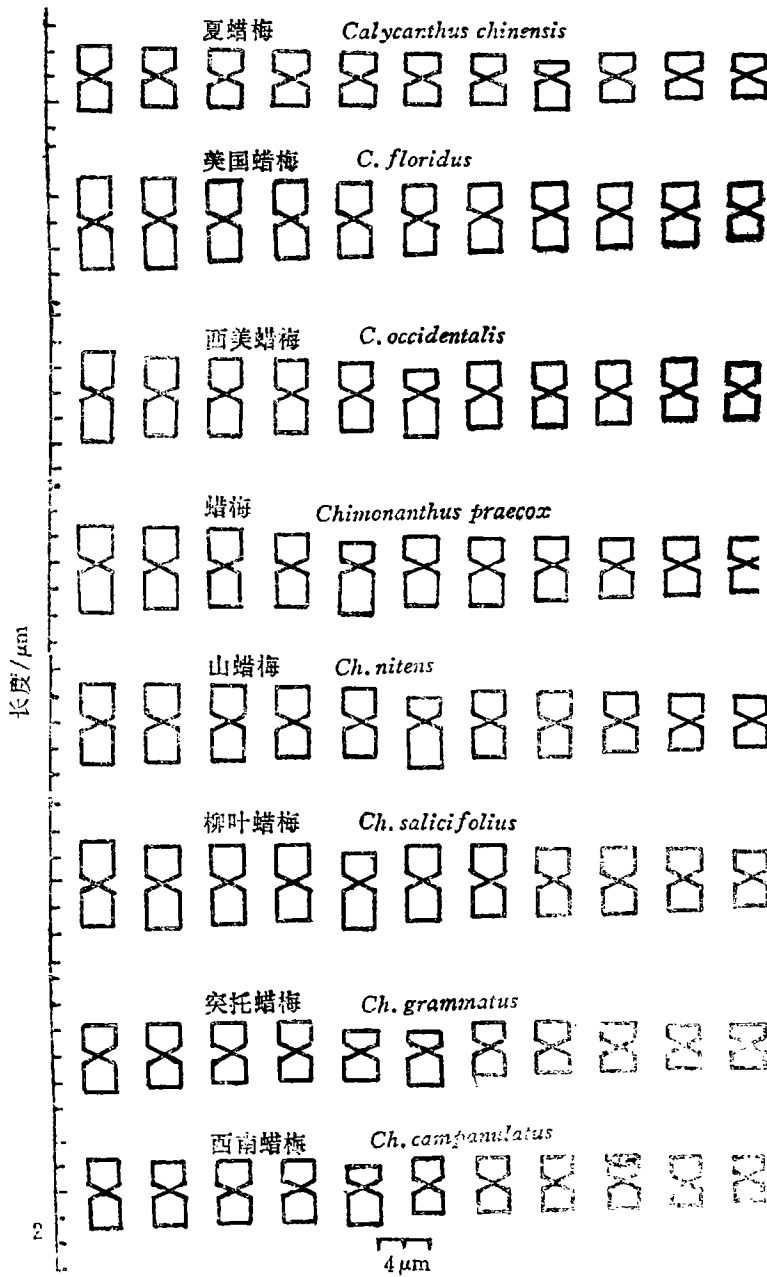 夏蜡梅 Calycanthus chinensis
美国蜡梅 C. floridus
西美蜡梅 C. occidentalis
蜡梅 Chimonanthus praecox
山蜡梅 Ch. nitens
柳叶蜡梅 Ch. salicifolius
突托蜡梅 Ch. grammatus
西南蜡梅 Ch. campanulatus
长度/μm
2
4μm